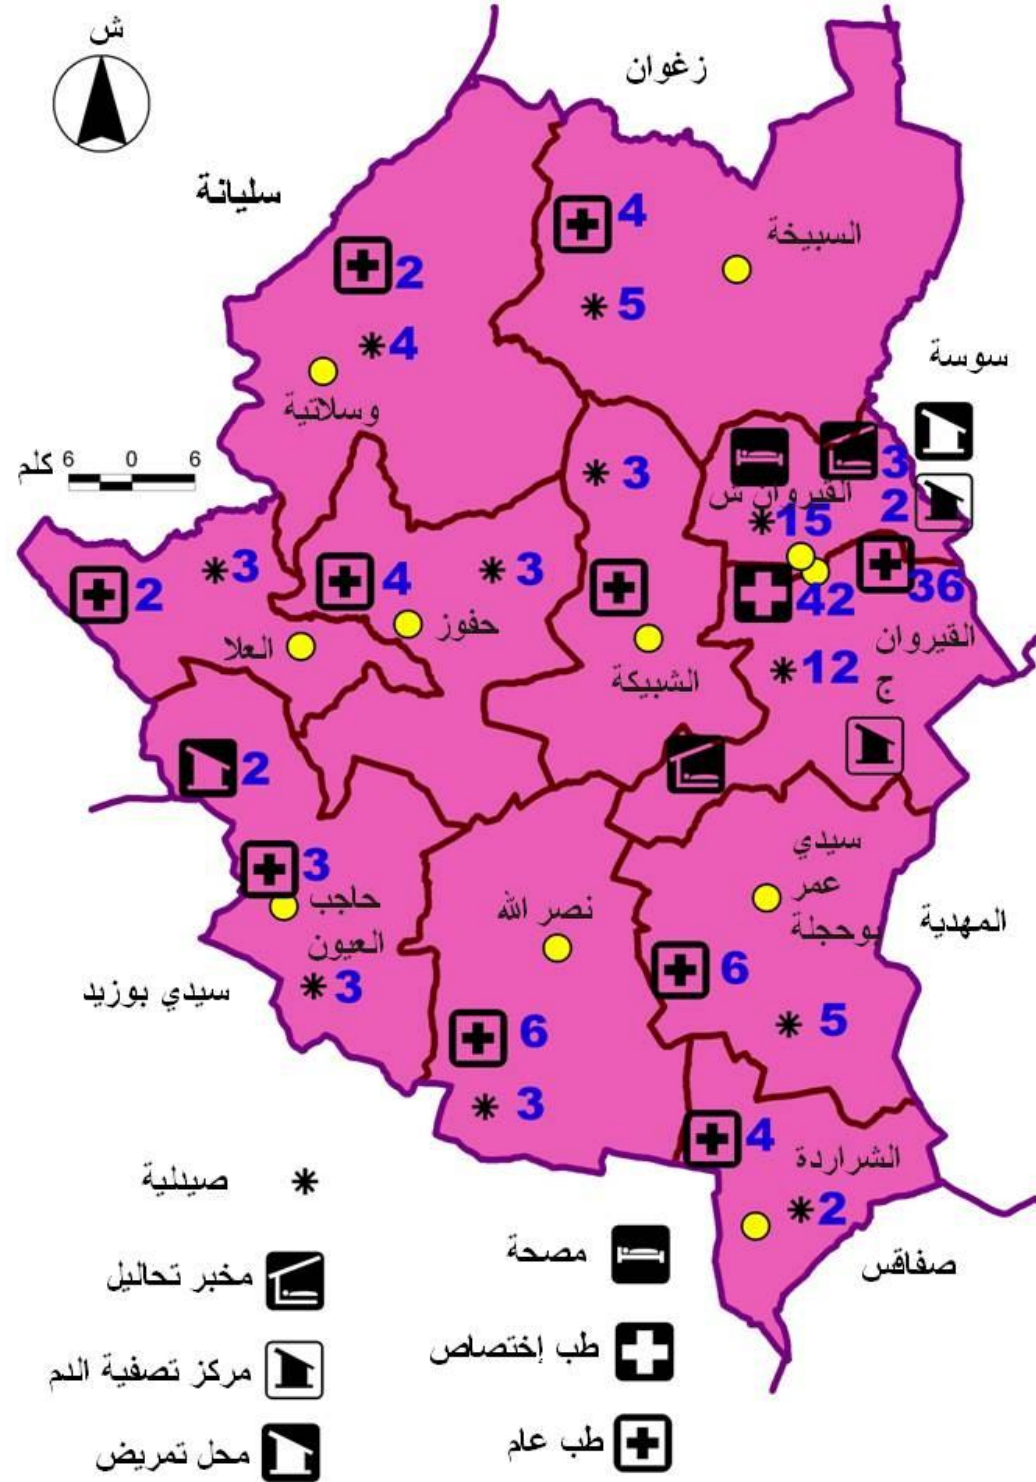 ش
زغوان
سليانة
4
السبيخة
2
5
4
سوسة
وسلاتية
كلم 6 0 6
3
3
القيروان ش
2
15
3
3
4
2
36
42
القيروان
ج
حفوز
العلا
12
الشبيكة
2
سيدي
عمر
بوحجلة
3
حاجب
العيون
نصر الله
المهدية
6
3
سيدي بوزيد
5
6
3
4
الشراردة
2
صيدلية
صفاقس
مصحة
مخبر تحاليل
طب إختصاص
مركز تصفية الدم
طب عام
محل تمريض